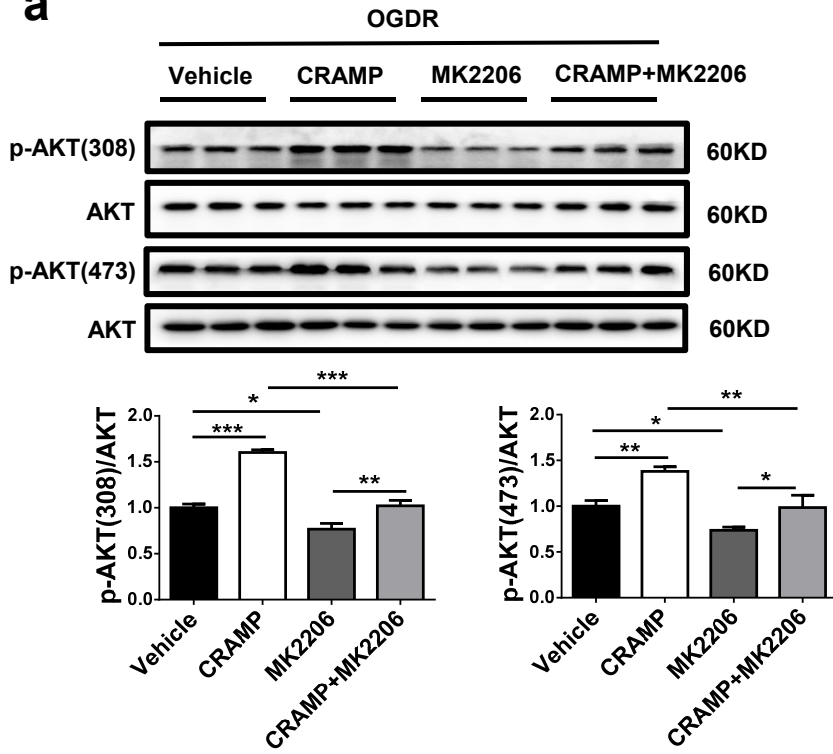 a
OGDR
Vehicle CRAMP MK2206 CRAMP+MK2206
p-AKT(308) 60KD
AKT 60KD
p-AKT(473) 60KD
AKT 60KD
p-AKT(308)/AKT
2.0
1.5
1.0
0.5
0.0
***
*
***
**
Vehicle
CRAMP
MK2206
CRAMP+MK2206
p-AKT(473)/AKT
2.0
1.5
1.0
0.5
0.0
**
*
**
*
Vehicle
CRAMP
MK2206
CRAMP+MK2206